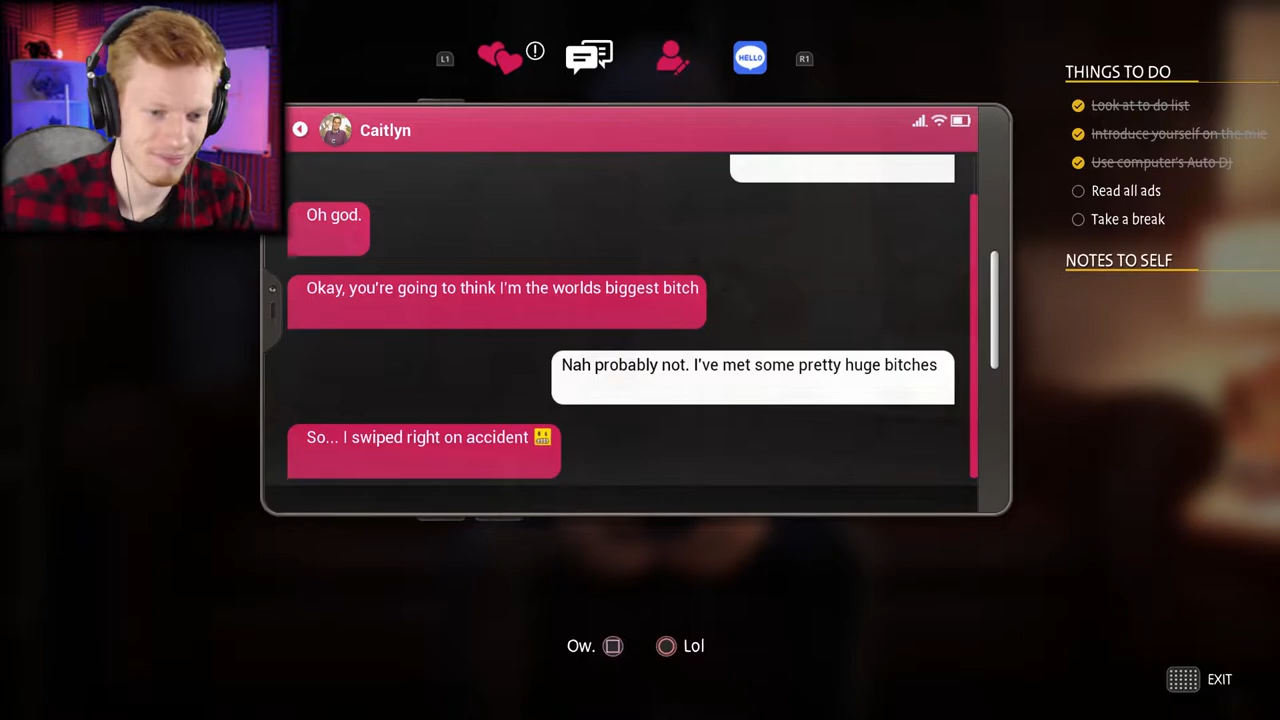 L1
HELLO
R1
THINGS TO DO
Look at to do list
Introduce yourself on the mic
Use computer's Auto DJ
Read all ads
Take a break
NOTES TO SELF
Caitlyn
Oh god.
Okay, you're going to think I'm the worlds biggest bitch
Nah probably not. I've met some pretty huge bitches
So... I swiped right on accident 😬
Ow.
Lol
EXIT